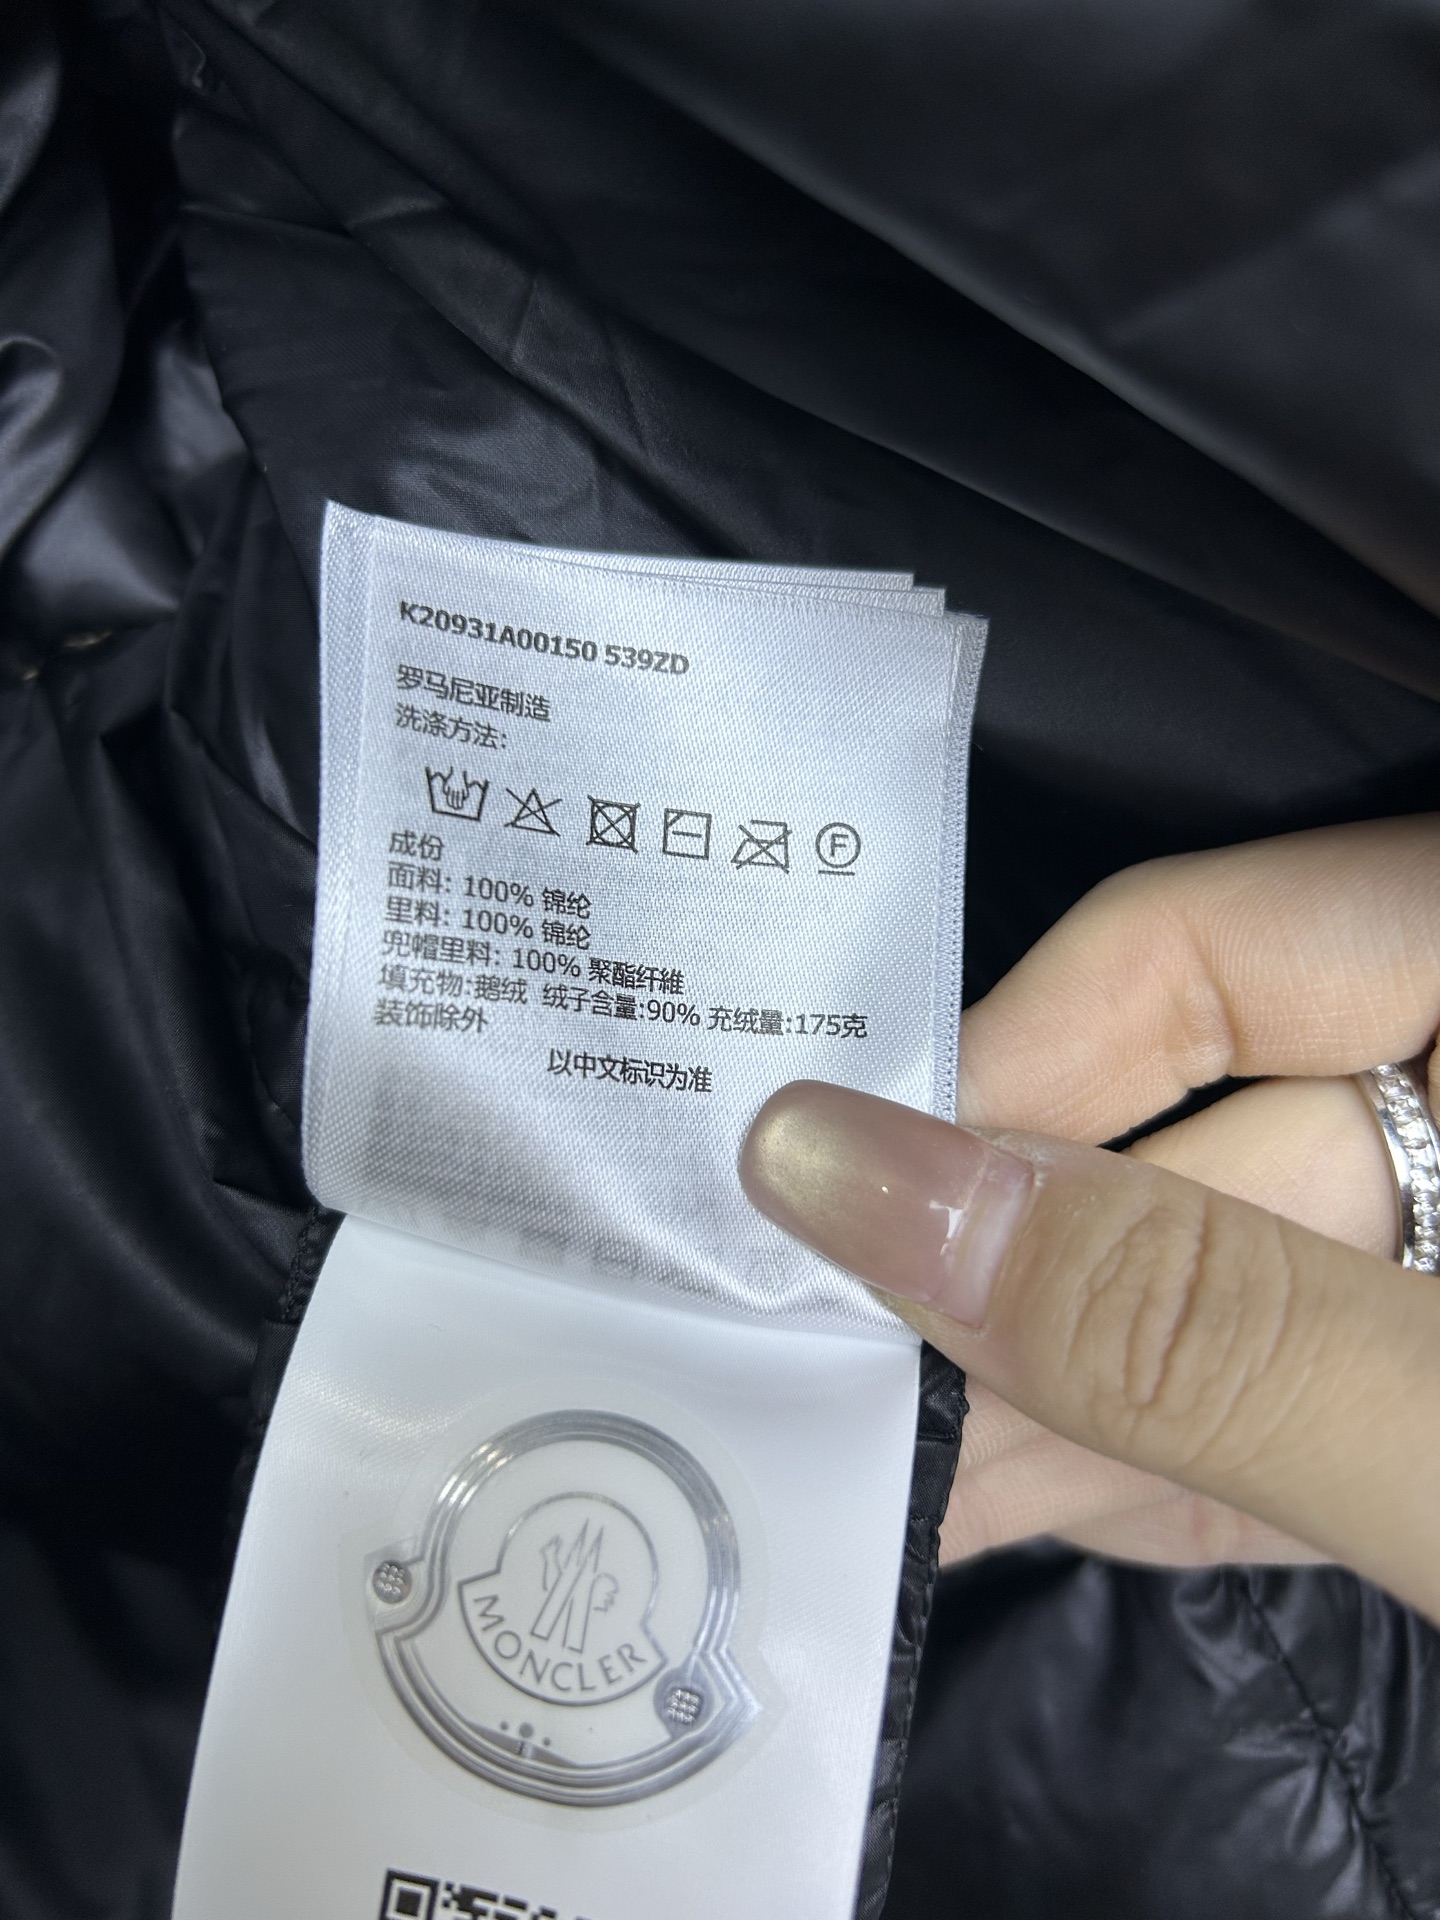 K20931A00150 539ZD
罗马尼亚制造
洗涤方法:
F
成份
面料: 100% 锦纶
里料: 100% 锦纶
兜帽里料: 100% 聚酯纤維
填充物:鹅绒 绒子含量:90% 充绒量:175克
装饰除外
以中文标识为准
MONCLER